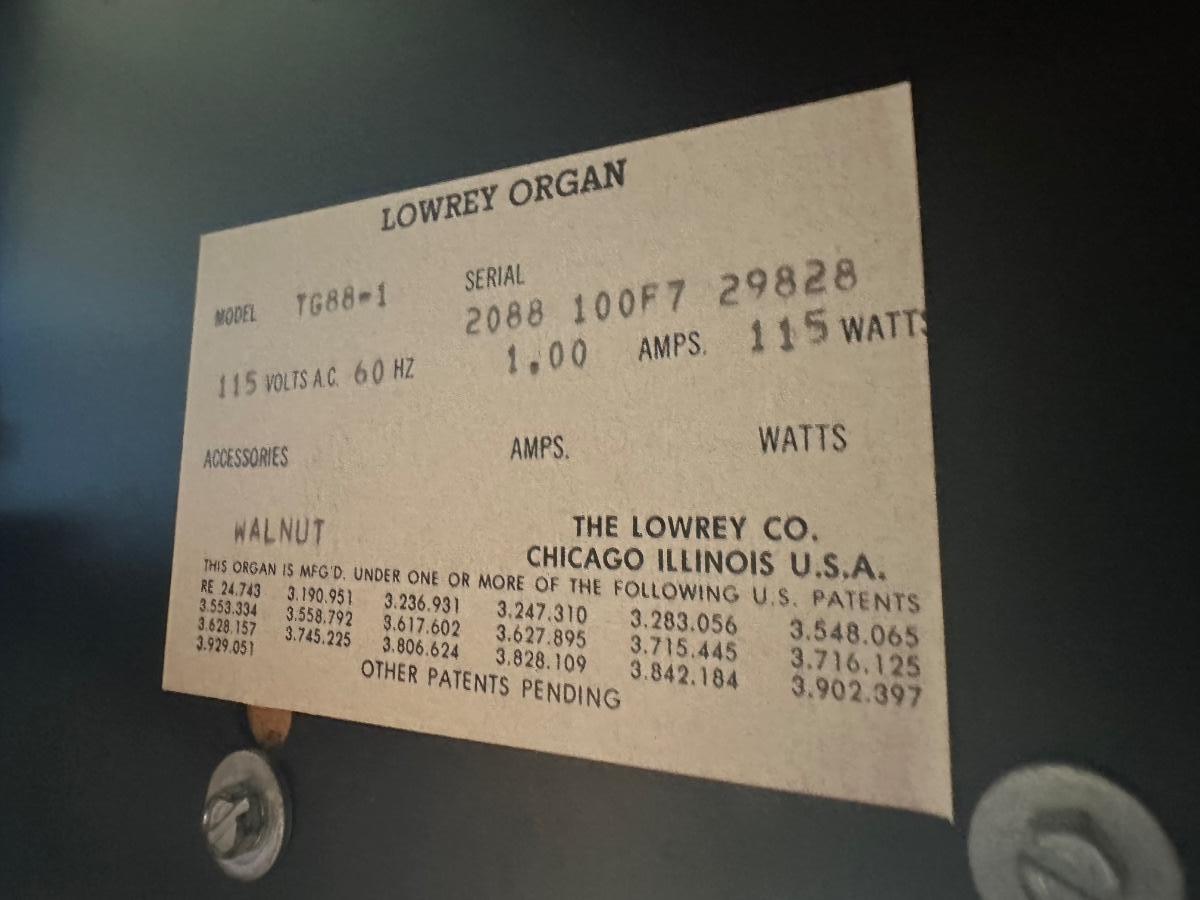 LOWREY ORGAN
MODEL TG88-1 SERIAL
2088 100F7 29828
115 VOLTS A.C. 60 HZ 1.00 AMPS. 115 WATTS
ACCESSORIES AMPS. WATTS
WALNUT THE LOWREY CO.
CHICAGO ILLINOIS U.S.A.
THIS ORGAN IS MFG'D. UNDER ONE OR MORE OF THE FOLLOWING U.S. PATENTS
RE 24.743 3.190.951 3.236.931 3.247.310 3.283.056 3.548.065
3.553.334 3.558.792 3.617.602 3.627.895 3.715.445 3.716.125
3.628.157 3.745.225 3.806.624 3.828.109 3.842.184 3.902.397
3.929.051
OTHER PATENTS PENDING